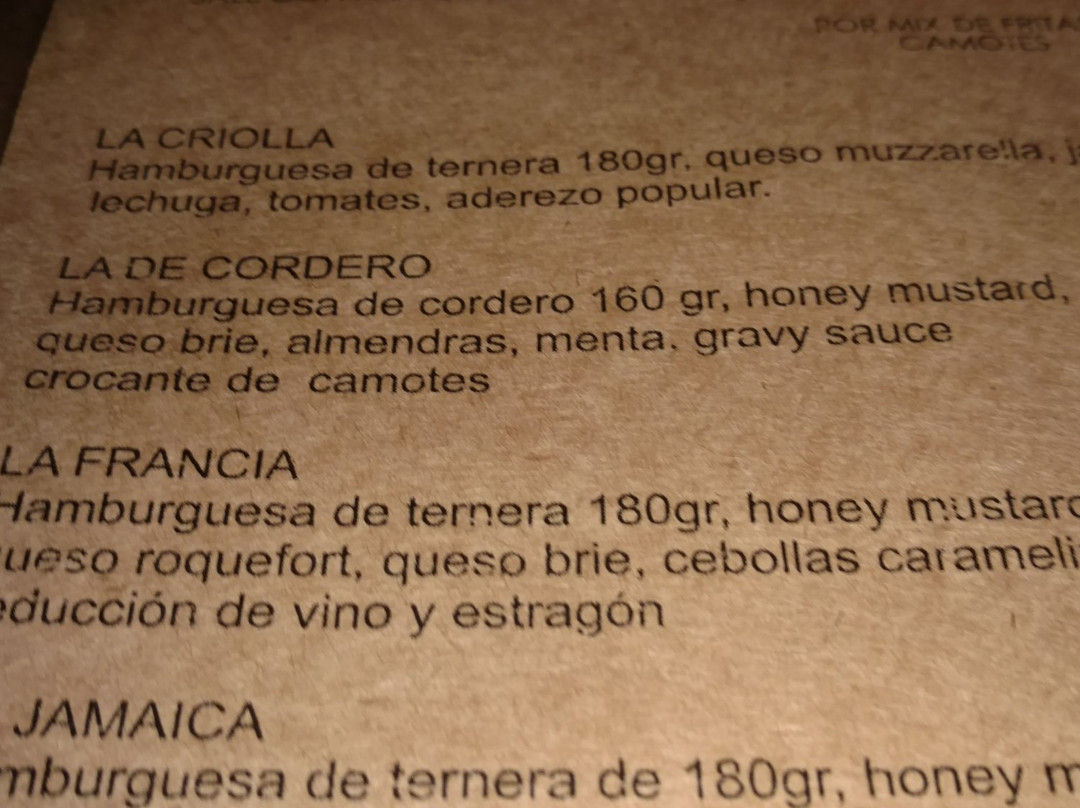 POR MIX DE
CAMOTES
LA CRIOLLA
Hamburguesa de ternera 180gr, queso muzzarella,
lechuga, tomates, aderezo popular.
LA DE CORDERO
Hamburguesa de cordero 160 gr, honey mustard,
queso brie, almendras, menta. gravy sauce
crocante de camotes
LA FRANCIA
Hamburguesa de ternera 180gr, honey mustard
queso roquefort, queso brie, cebollas carameli
educción de vino y estragón
JAMAICA
mburguesa de ternera de 180gr, honey m